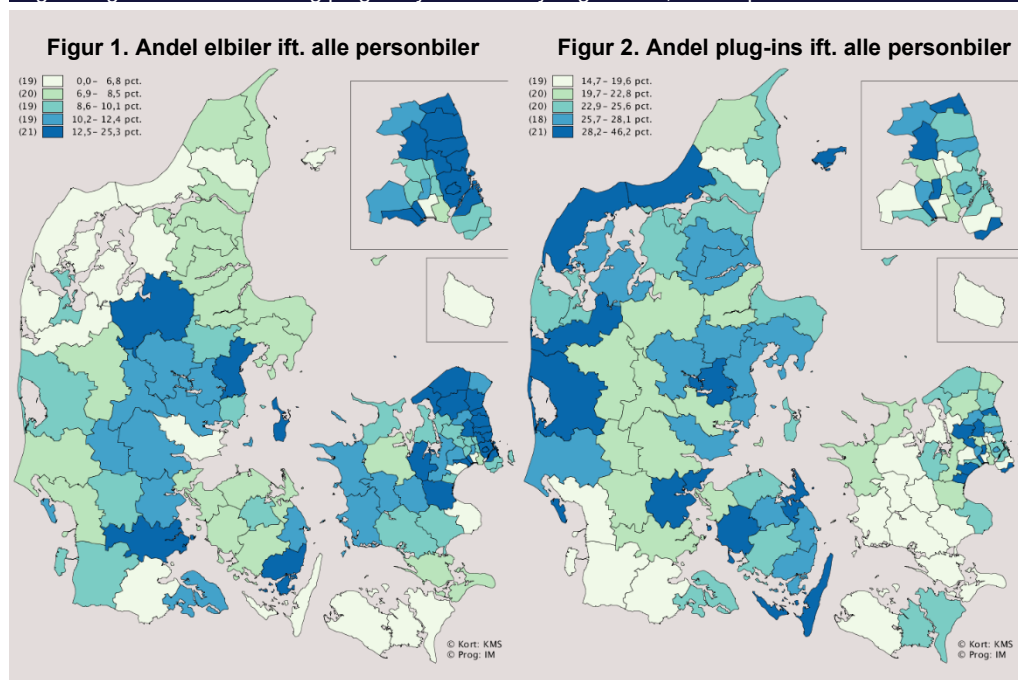 Figur 1. Andel elbiler ift. alle personbiler
(19) 0,0– 6,8 pct.
(20) 6,9– 8,5 pct.
(19) 8,6– 10,1 pct.
(19) 10,2– 12,4 pct.
(21) 12,5– 25,3 pct.
© Kort: KMS
© Prog: IM
Figur 2. Andel plug-ins ift. alle personbiler
(19) 14,7– 19,6 pct.
(20) 19,7– 22,8 pct.
(20) 22,9– 25,6 pct.
(18) 25,7– 28,1 pct.
(21) 28,2– 46,2 pct.
© Kort: KMS
© Prog: IM